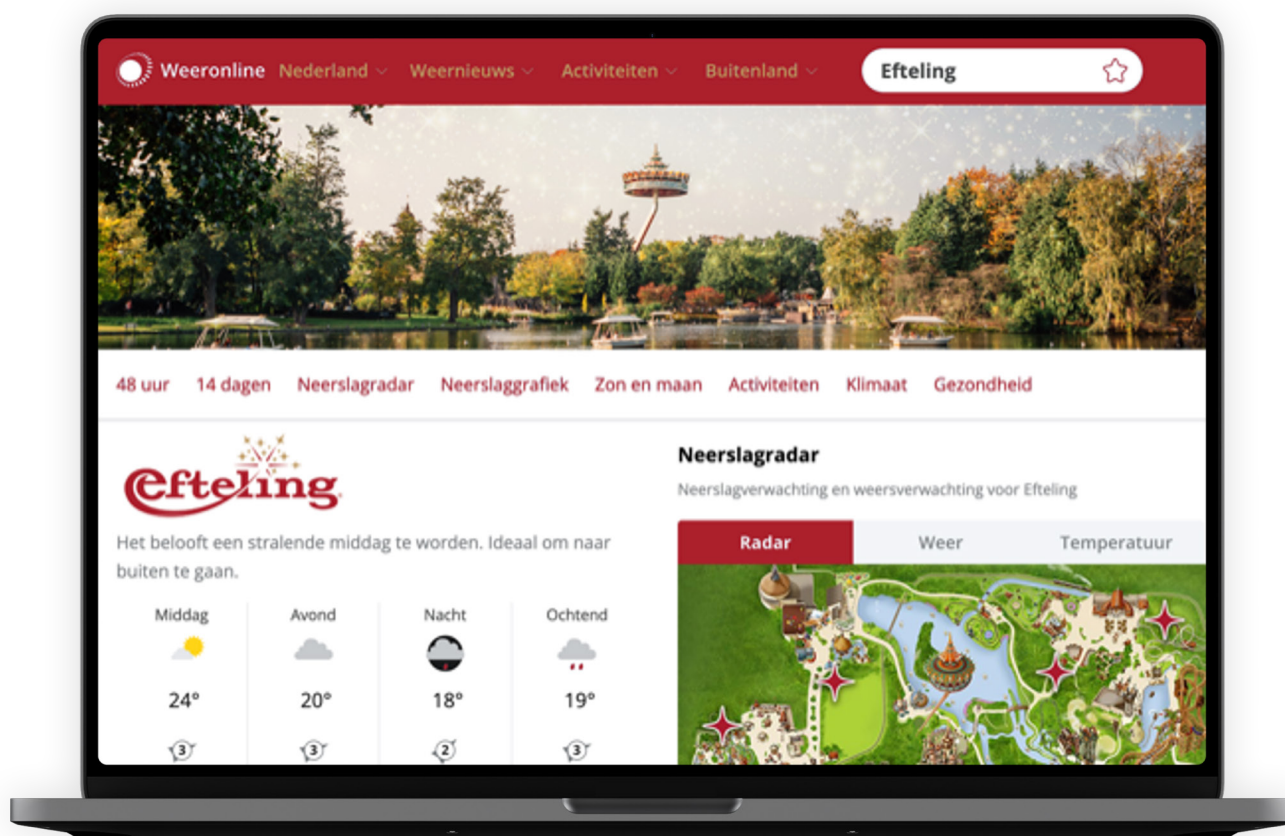 Weeronline Nederland Weernieuws Activiteiten Buitenland Efteling
48 uur 14 dagen Neerslagradar Neerslaggrafiek Zon en maan Activiteiten Klimaat Gezondheid
efteling
Het belooft een stralende middag te worden. Ideaal om naar
buiten te gaan.
Middag Avond Nacht Ochtend
24° 20° 18° 19°
3 3 2 3
Neerslagradar
Neerslagverwachting en weersverwachting voor Efteling
Radar Weer Temperatuur